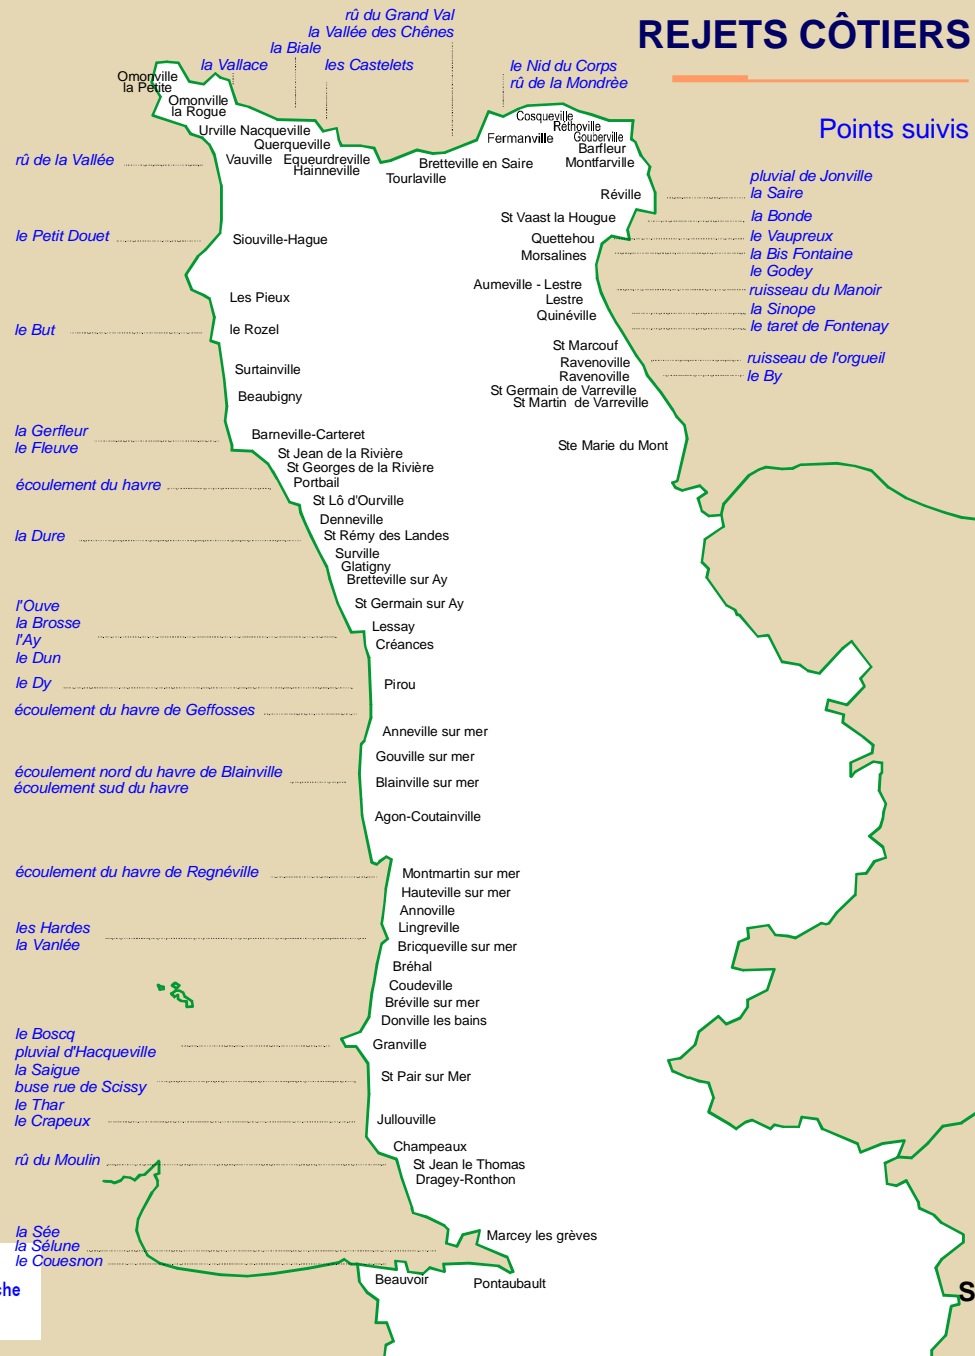 REJETS CÔTIERS
Points suivis
rû du Grand Val
la Vallée des Chênes
la Biale
la Vallace
les Castelets
le Nid du Corps
rû de la Mondrèe
Omonville
la Petite
Omonville
la Rogue
Urville Nacqueville
Querqueville
Vauville
Equeurdreville
Hainneville
Tourlaville
Bretteville en Saire
Fermanville
Cosqueville
Réthoville
Gouberville
Barfleur
Montfarville
Réville
St Vaast la Hougue
Quettehou
Morsalines
Aumeville - Lestre
Lestre
Quinéville
St Marcouf
Ravenoville
Ravenoville
St Germain de Varreville
St Martin de Varreville
Ste Marie du Mont
pluvial de Jonville
la Saire
la Bonde
le Vaupreux
la Bis Fontaine
le Godey
ruisseau du Manoir
la Sinope
le taret de Fontenay
ruisseau de l'orgueil
le By
rû de la Vallée
le Petit Douet
Siouville-Hague
Les Pieux
le But
le Rozel
Surtainville
Beaubigny
la Gerfleur
le Fleuve
Barneville-Carteret
St Jean de la Rivière
St Georges de la Rivière
écoulement du havre
Portbail
St Lô d'Ourville
Denneville
la Dure
St Rémy des Landes
Surville
Glatigny
Bretteville sur Ay
St Germain sur Ay
l'Ouve
la Brosse
l'Ay
le Dun
Lessay
Créances
le Dy
Pirou
écoulement du havre de Geffosses
Anneville sur mer
Gouville sur mer
écoulement nord du havre de Blainville
écoulement sud du havre
Blainville sur mer
Agon-Coutainville
écoulement du havre de Regnéville
Montmartin sur mer
Hauteville sur mer
Annoville
les Hardes
la Vanlée
Lingreville
Bricqueville sur mer
Bréhal
Coudeville
Bréville sur mer
Donville les bains
le Boscq
pluvial d'Hacqueville
Granville
la Saigue
buse rue de Scissy
St Pair sur Mer
le Thar
le Crapeux
Jullouville
Champeaux
rû du Moulin
St Jean le Thomas
Dragey-Ronthon
la Sée
la Sélune
le Couesnon
Marcey les grèves
Beauvoir
Pontaubault
che
S